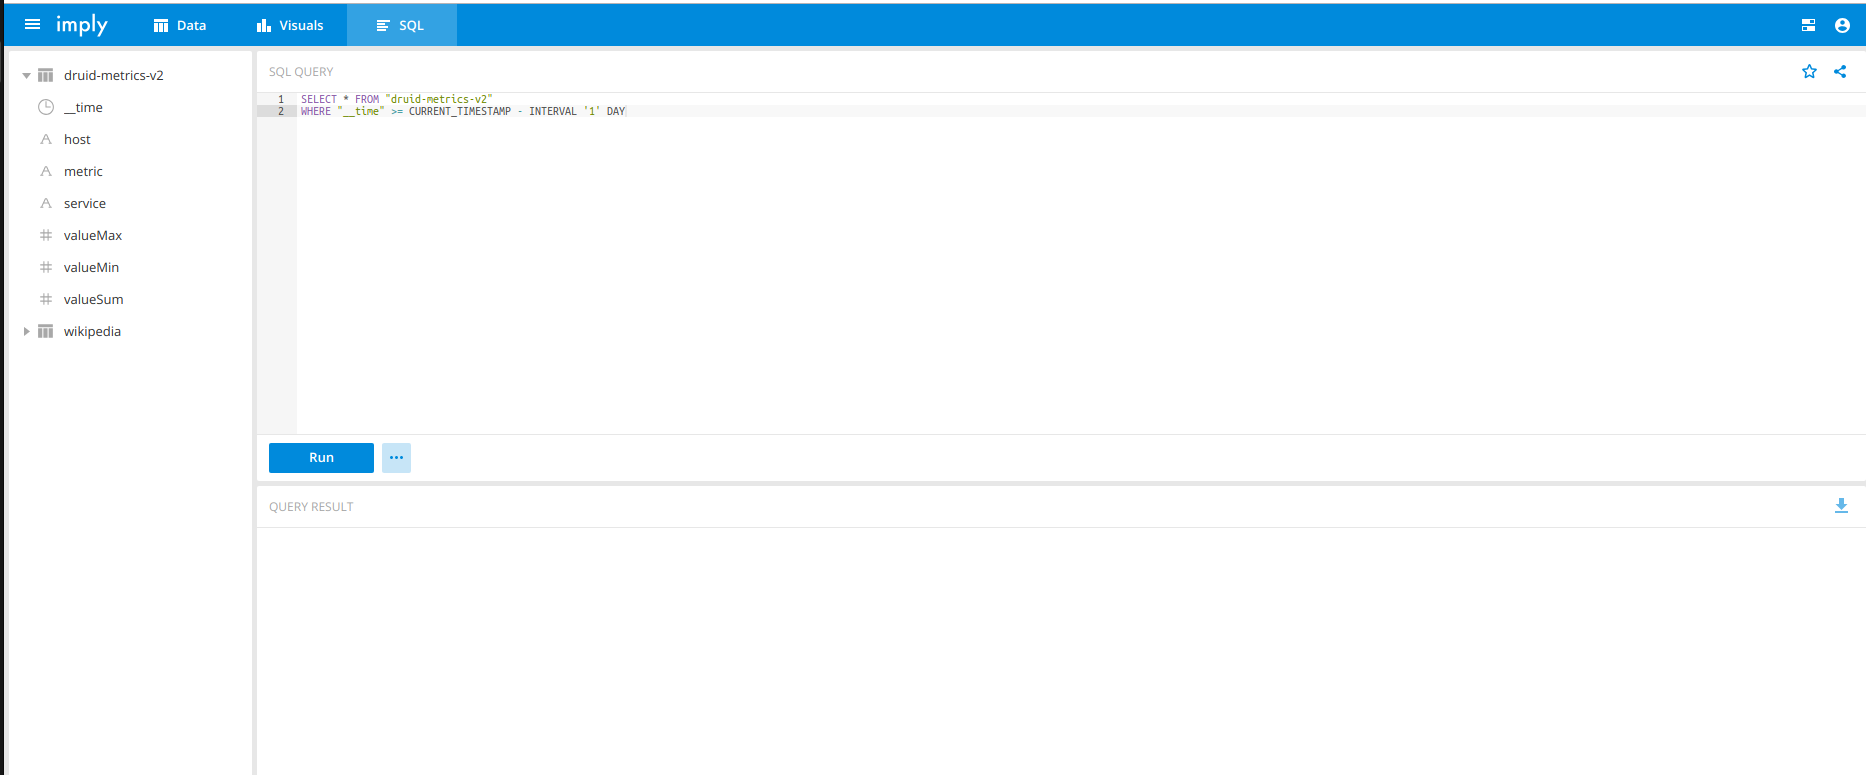 imply
Data
Visuals
SQL
druid-metrics-v2
__time
host
metric
service
valueMax
valueMin
valueSum
wikipedia
SQL QUERY
1 SELECT * FROM "druid-metrics-v2"
2 WHERE "__time" >= CURRENT_TIMESTAMP - INTERVAL '1' DAY
Run
QUERY RESULT